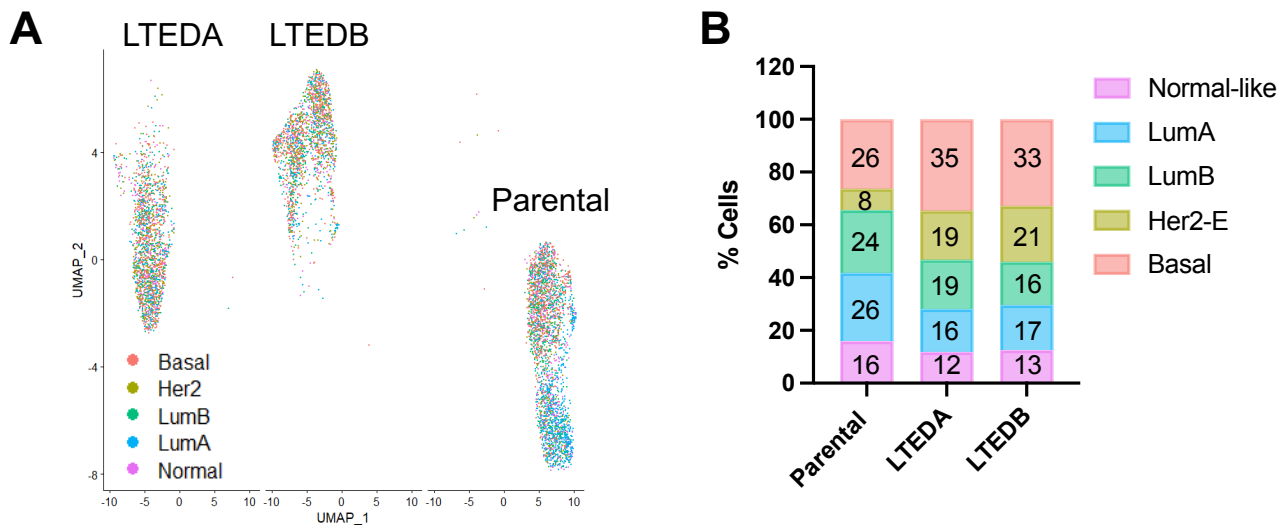 A
LTEDA
LTEDB
Parental
UMAP_2
4
0
-4
-8
Basal
Her2
LumB
LumA
Normal
-10 -5 0 5 10
-10 -5 0 5 10
-10 -5 0 5 10
UMAP_1
B
% Cells
120
100
80
60
40
20
0
26
8
24
26
16
35
19
19
16
12
33
21
16
17
13
Parental
LTEDA
LTEDB
Normal-like
LumA
LumB
Her2-E
Basal